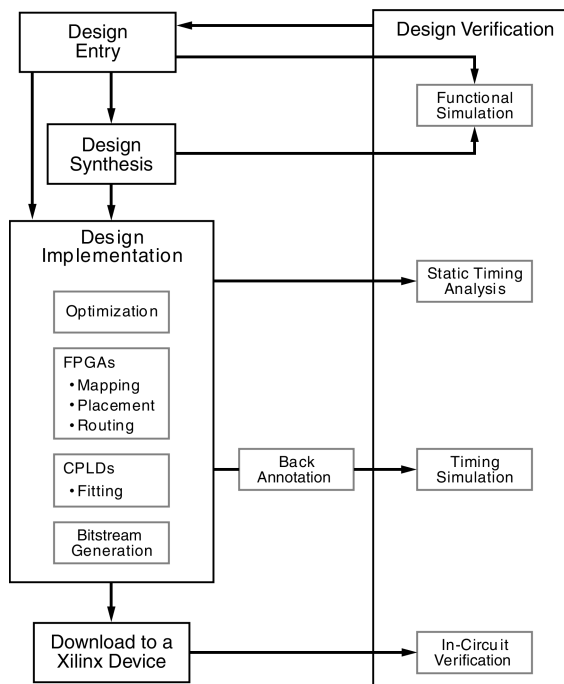 Design
Entry
Design Verification
Functional
Simulation
Design
Synthesis
Design
Implementation
Static Timing
Analysis
Optimization
FPGAs
• Mapping
• Placement
• Routing
CPLDs
• Fitting
Back
Annotation
Timing
Simulation
Bitstream
Generation
Download to a
Xilinx Device
In-Circuit
Verification